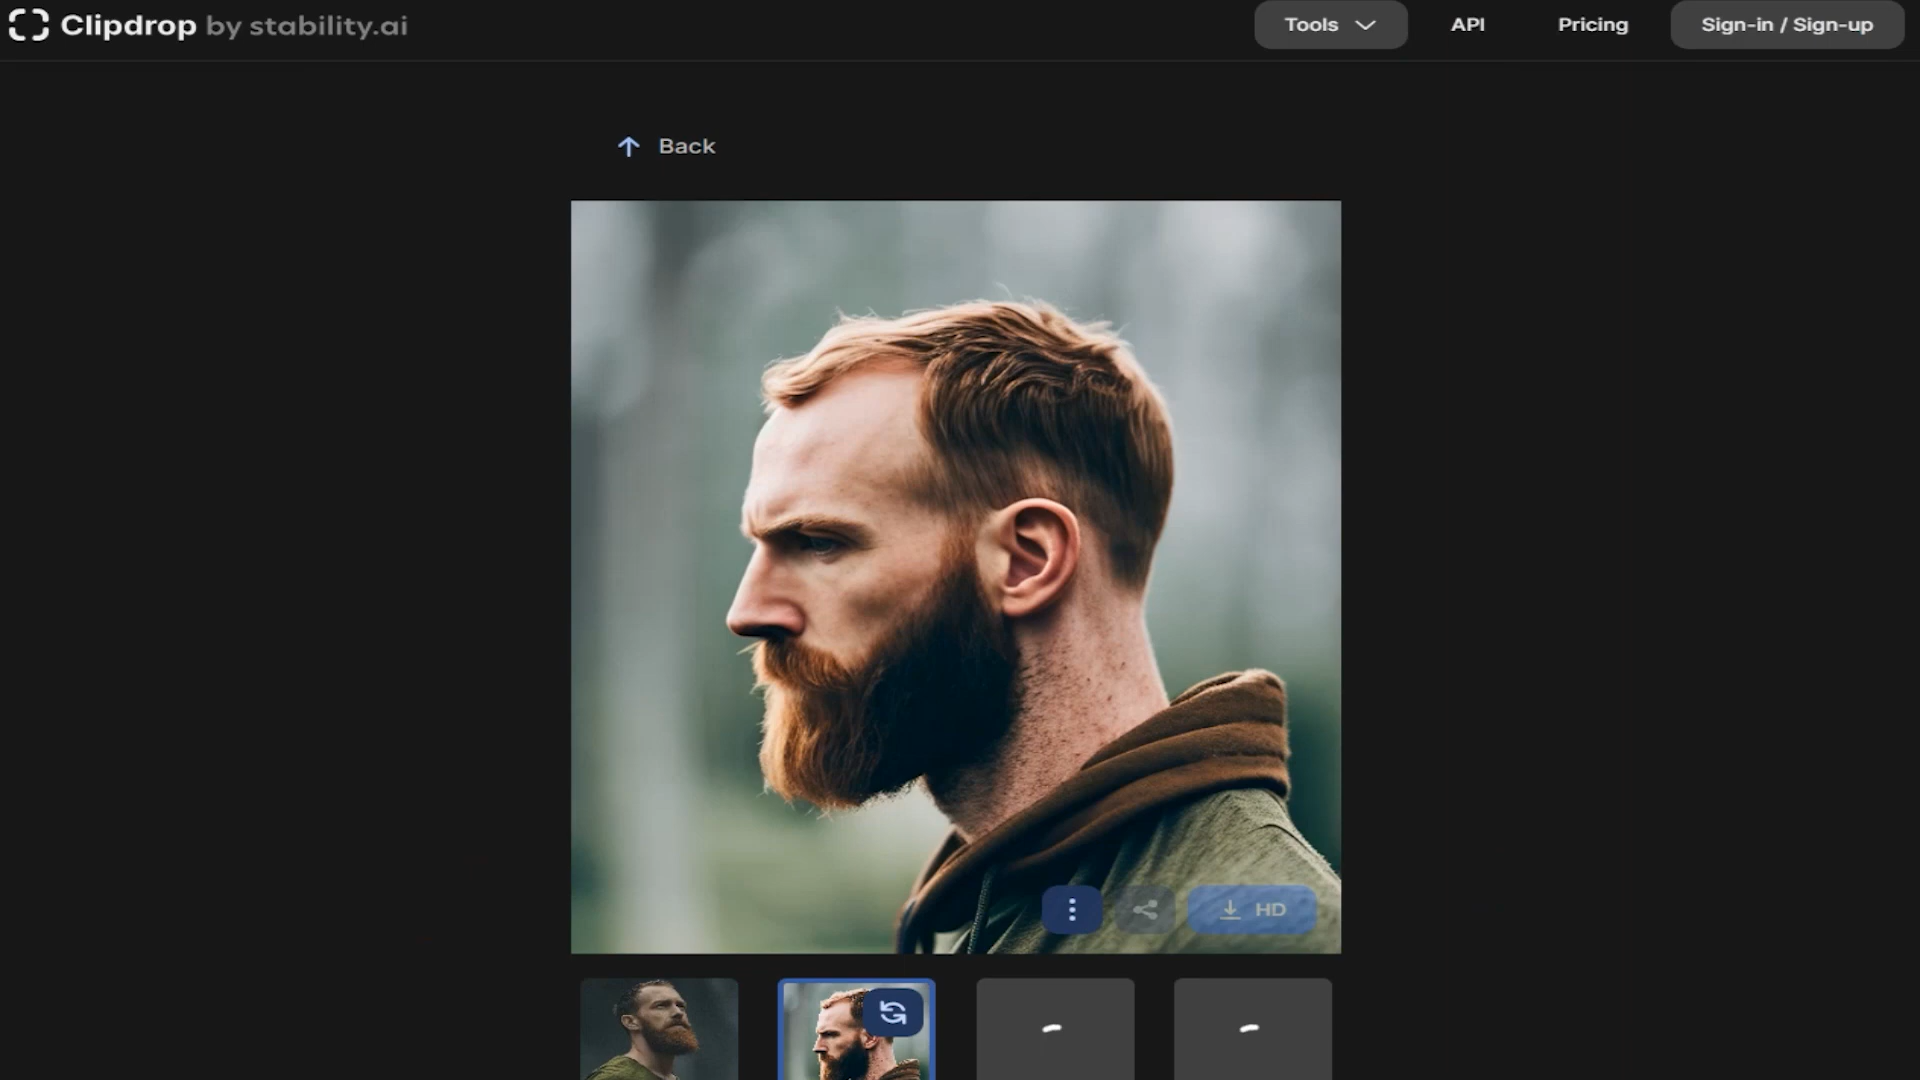 Clipdrop by stability.ai
Tools
API
Pricing
Sign-in / Sign-up
Back
HD